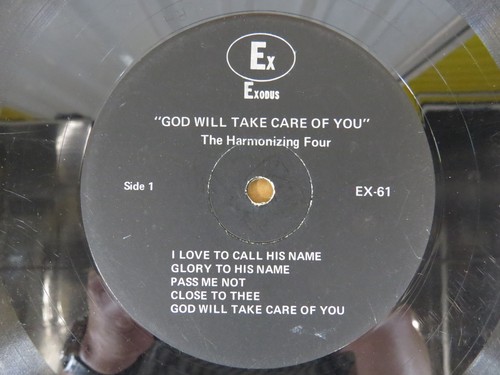 Ex
Exodus
"GOD WILL TAKE CARE OF YOU"
The Harmonizing Four
Side 1
EX-61
I LOVE TO CALL HIS NAME
GLORY TO HIS NAME
PASS ME NOT
CLOSE TO THEE
GOD WILL TAKE CARE OF YOU